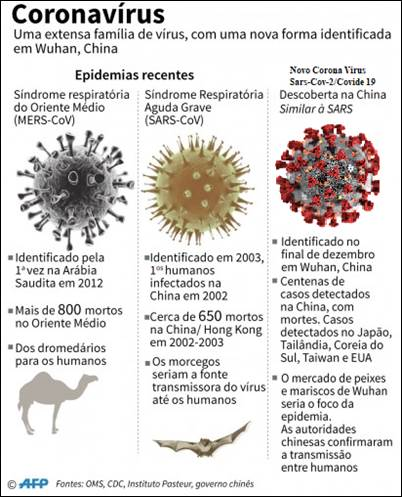 Coronavírus
Uma extensa família de vírus, com uma nova forma identificada
em Wuhan, China
Epidemias recentes
Síndrome respiratória
do Oriente Médio
(MERS-CoV)
Identificado pela
1ª vez na Arábia
Saudita em 2012
Mais de 800 mortos
no Oriente Médio
Dos dromedários
para os humanos
Síndrome Respiratória
Aguda Grave
(SARS-CoV)
Identificado em 2003,
1os humanos
infectados na
China em 2002
Cerca de 650 mortos
na China/ Hong Kong
em 2002-2003
Os morcegos
seriam a fonte
transmissora do vírus
até os humanos
Novo Corona Virus
Sars-Cov-2/Covide 19
Descoberta na China
Similar à SARS
Identificado no
final de dezembro
em Wuhan, China
Centenas de
casos detectados
na China, com
mortes. Casos
detectados no Japão,
Tailândia, Coreia do
Sul, Taiwan e EUA
O mercado de peixes
e mariscos de Wuhan
seria o foco da
epidemia.
As autoridades
chinesas confirmaram
a transmissão
entre humanos
© AFP Fontes: OMS, CDC, Instituto Pasteur, governo chinês